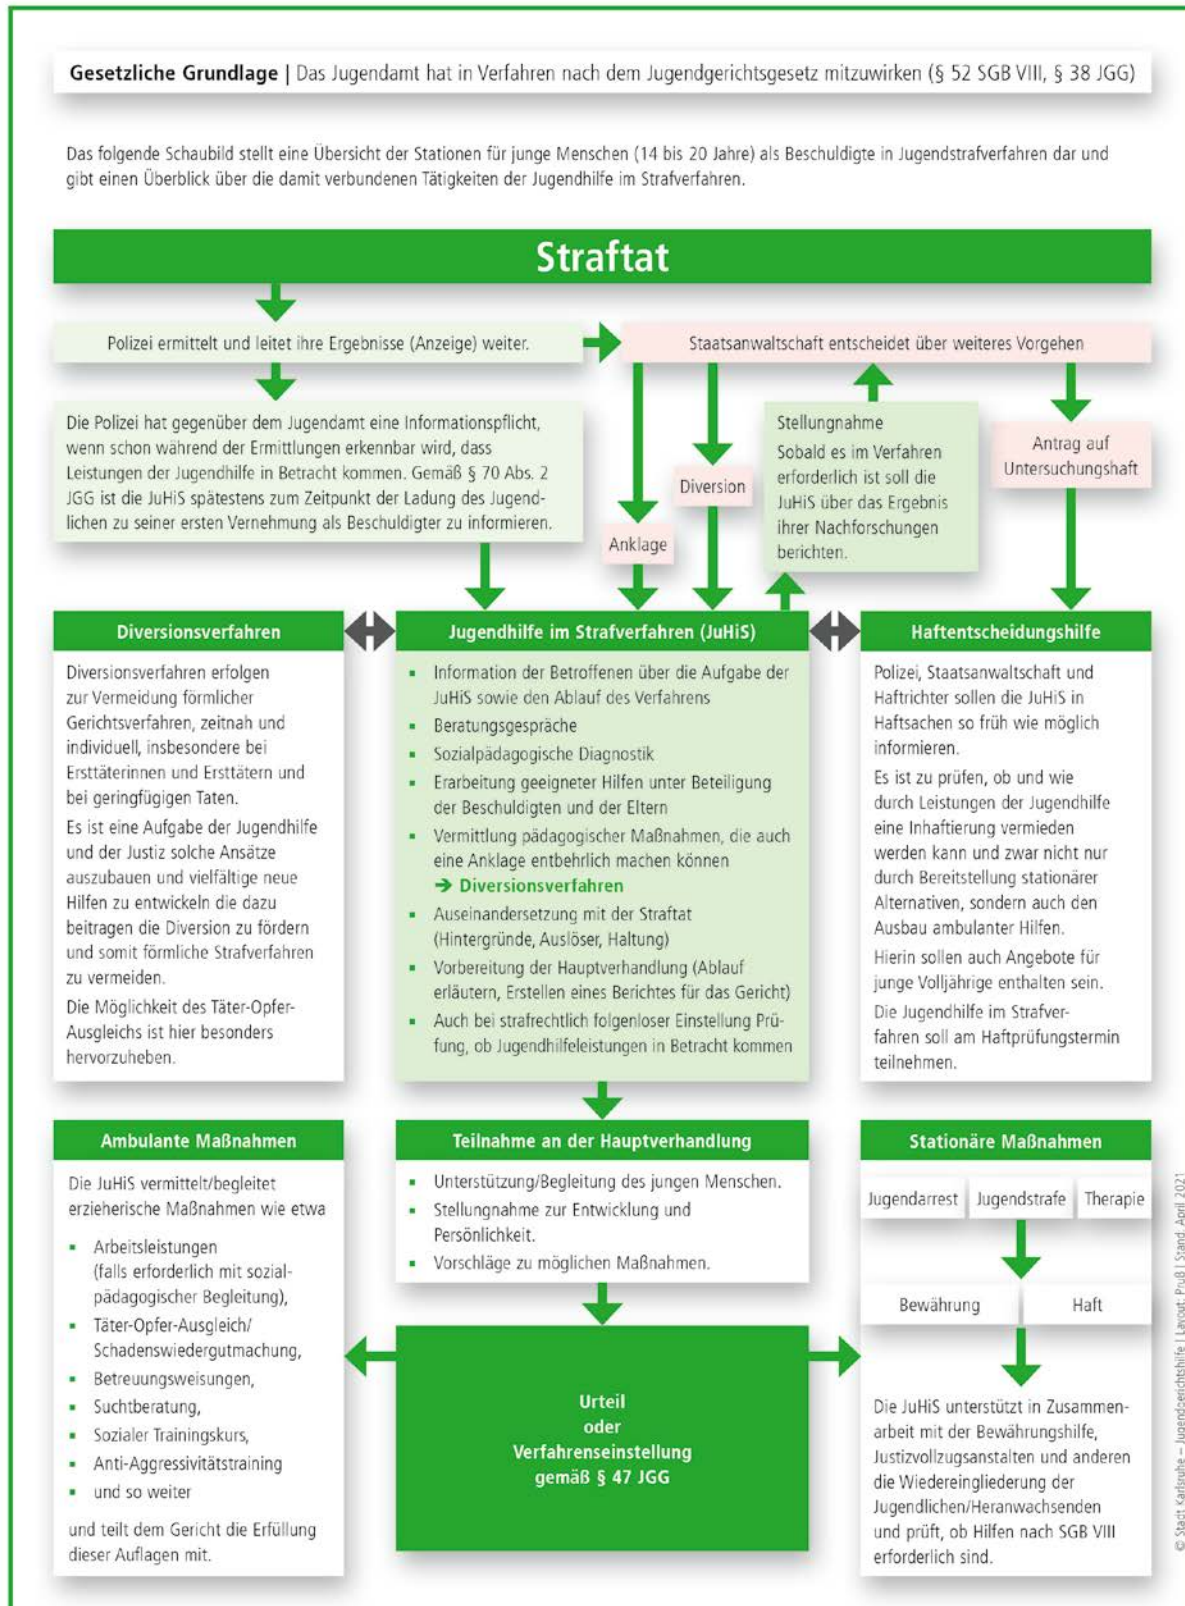 Gesetzliche Grundlage | Das Jugendamt hat in Verfahren nach dem Jugendgerichtsgesetz mitzuwirken (§ 52 SGB VIII, § 38 JGG)
Das folgende Schaubild stellt eine Übersicht der Stationen für junge Menschen (14 bis 20 Jahre) als Beschuldigte in Jugendstrafverfahren dar und
gibt einen Überblick über die damit verbundenen Tätigkeiten der Jugendhilfe im Strafverfahren.
Straftat
Polizei ermittelt und leitet ihre Ergebnisse (Anzeige) weiter.
Staatsanwaltschaft entscheidet über weiteres Vorgehen
Die Polizei hat gegenüber dem Jugendamt eine Informationspflicht,
wenn schon während der Ermittlungen erkennbar wird, dass
Leistungen der Jugendhilfe in Betracht kommen. Gemäß § 70 Abs. 2
JGG ist die JuHiS spätestens zum Zeitpunkt der Ladung des Jugend-
lichen zu seiner ersten Vernehmung als Beschuldigter zu informieren.
Anklage
Diversion
Stellungnahme
Sobald es im Verfahren
erforderlich ist soll die
JuHiS über das Ergebnis
ihrer Nachforschungen
berichten.
Antrag auf
Untersuchungshaft
Diversionsverfahren
Diversionsverfahren erfolgen
zur Vermeidung förmlicher
Gerichtsverfahren, zeitnah und
individuell, insbesondere bei
Ersttäterinnen und Ersttätern und
bei geringfügigen Taten.
Es ist eine Aufgabe der Jugendhilfe
und der Justiz solche Ansätze
auszubauen und vielfältige neue
Hilfen zu entwickeln die dazu
beitragen die Diversion zu fördern
und somit förmliche Strafverfahren
zu vermeiden.
Die Möglichkeit des Täter-Opfer-
Ausgleichs ist hier besonders
hervorzuheben.
Jugendhilfe im Strafverfahren (JuHiS)
▪ Information der Betroffenen über die Aufgabe der
JuHiS sowie den Ablauf des Verfahrens
▪ Beratungsgespräche
▪ Sozialpädagogische Diagnostik
▪ Erarbeitung geeigneter Hilfen unter Beteiligung
der Beschuldigten und der Eltern
▪ Vermittlung pädagogischer Maßnahmen, die auch
eine Anklage entbehrlich machen können
➔ Diversionsverfahren
▪ Auseinandersetzung mit der Straftat
(Hintergründe, Auslöser, Haltung)
▪ Vorbereitung der Hauptverhandlung (Ablauf
erläutern, Erstellen eines Berichtes für das Gericht)
▪ Auch bei strafrechtlich folgenloser Einstellung Prü-
fung, ob Jugendhilfeleistungen in Betracht kommen
Haftentscheidungshilfe
Polizei, Staatsanwaltschaft und
Haftrichter sollen die JuHiS in
Haftsachen so früh wie möglich
informieren.
Es ist zu prüfen, ob und wie
durch Leistungen der Jugendhilfe
eine Inhaftierung vermieden
werden kann und zwar nicht nur
durch Bereitstellung stationärer
Alternativen, sondern auch den
Ausbau ambulanter Hilfen.
Hierin sollen auch Angebote für
junge Volljährige enthalten sein.
Die Jugendhilfe im Strafver-
fahren soll am Haftprüfungstermin
teilnehmen.
Ambulante Maßnahmen
Die JuHiS vermittelt/begleitet
erzieherische Maßnahmen wie etwa
▪ Arbeitsleistungen
(falls erforderlich mit sozial-
pädagogischer Begleitung),
▪ Täter-Opfer-Ausgleich/
Schadenswiedergutmachung,
▪ Betreuungsweisungen,
▪ Suchtberatung,
▪ Sozialer Trainingskurs,
▪ Anti-Aggressivitätstraining
▪ und so weiter
und teilt dem Gericht die Erfüllung
dieser Auflagen mit.
Teilnahme an der Hauptverhandlung
▪ Unterstützung/Begleitung des jungen Menschen.
▪ Stellungnahme zur Entwicklung und
Persönlichkeit.
▪ Vorschläge zu möglichen Maßnahmen.
Urteil
oder
Verfahrenseinstellung
gemäß § 47 JGG
Stationäre Maßnahmen
Jugendarrest
Jugendstrafe
Therapie
Bewährung
Haft
Die JuHiS unterstützt in Zusammen-
arbeit mit der Bewährungshilfe,
Justizvollzugsanstalten und anderen
die Wiedereingliederung der
Jugendlichen/Heranwachsenden
und prüft, ob Hilfen nach SGB VIII
erforderlich sind.
© Stadt Karlsruhe – Jugendgerichtshilfe | Layout: Pruß | Stand: April 2021